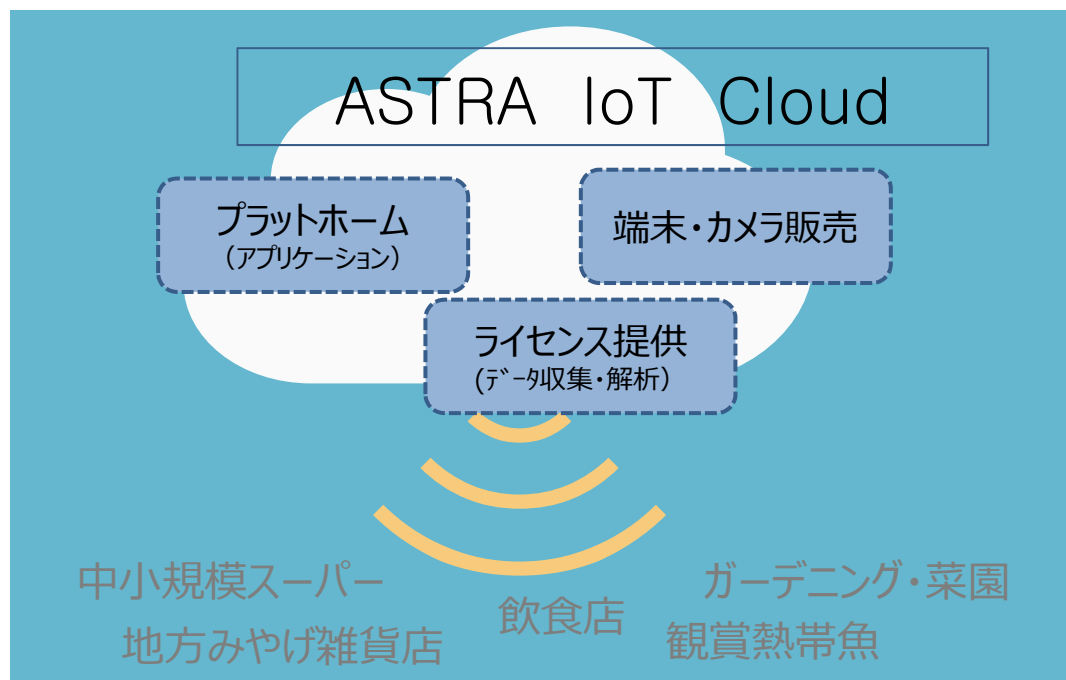 ASTRA IoT Cloud
プラットホーム
（アプリケーション）
端末・カメラ販売
ライセンス提供
(ﾃﾞｰﾀ収集・解析）
中小規模スーパー
ガーデニング・菜園
飲食店
地方みやげ雑貨店
観賞熱帯魚